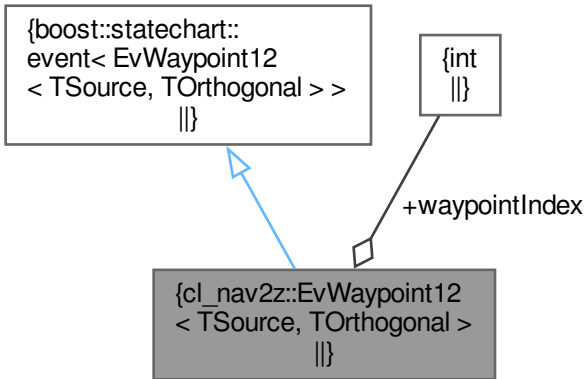 {boost::statechart::
event< EvWaypoint12
< TSource, TOrthogonal > >
||}
{int
||}
+waypointIndex
{cl_nav2z::EvWaypoint12
< TSource, TOrthogonal >
||}